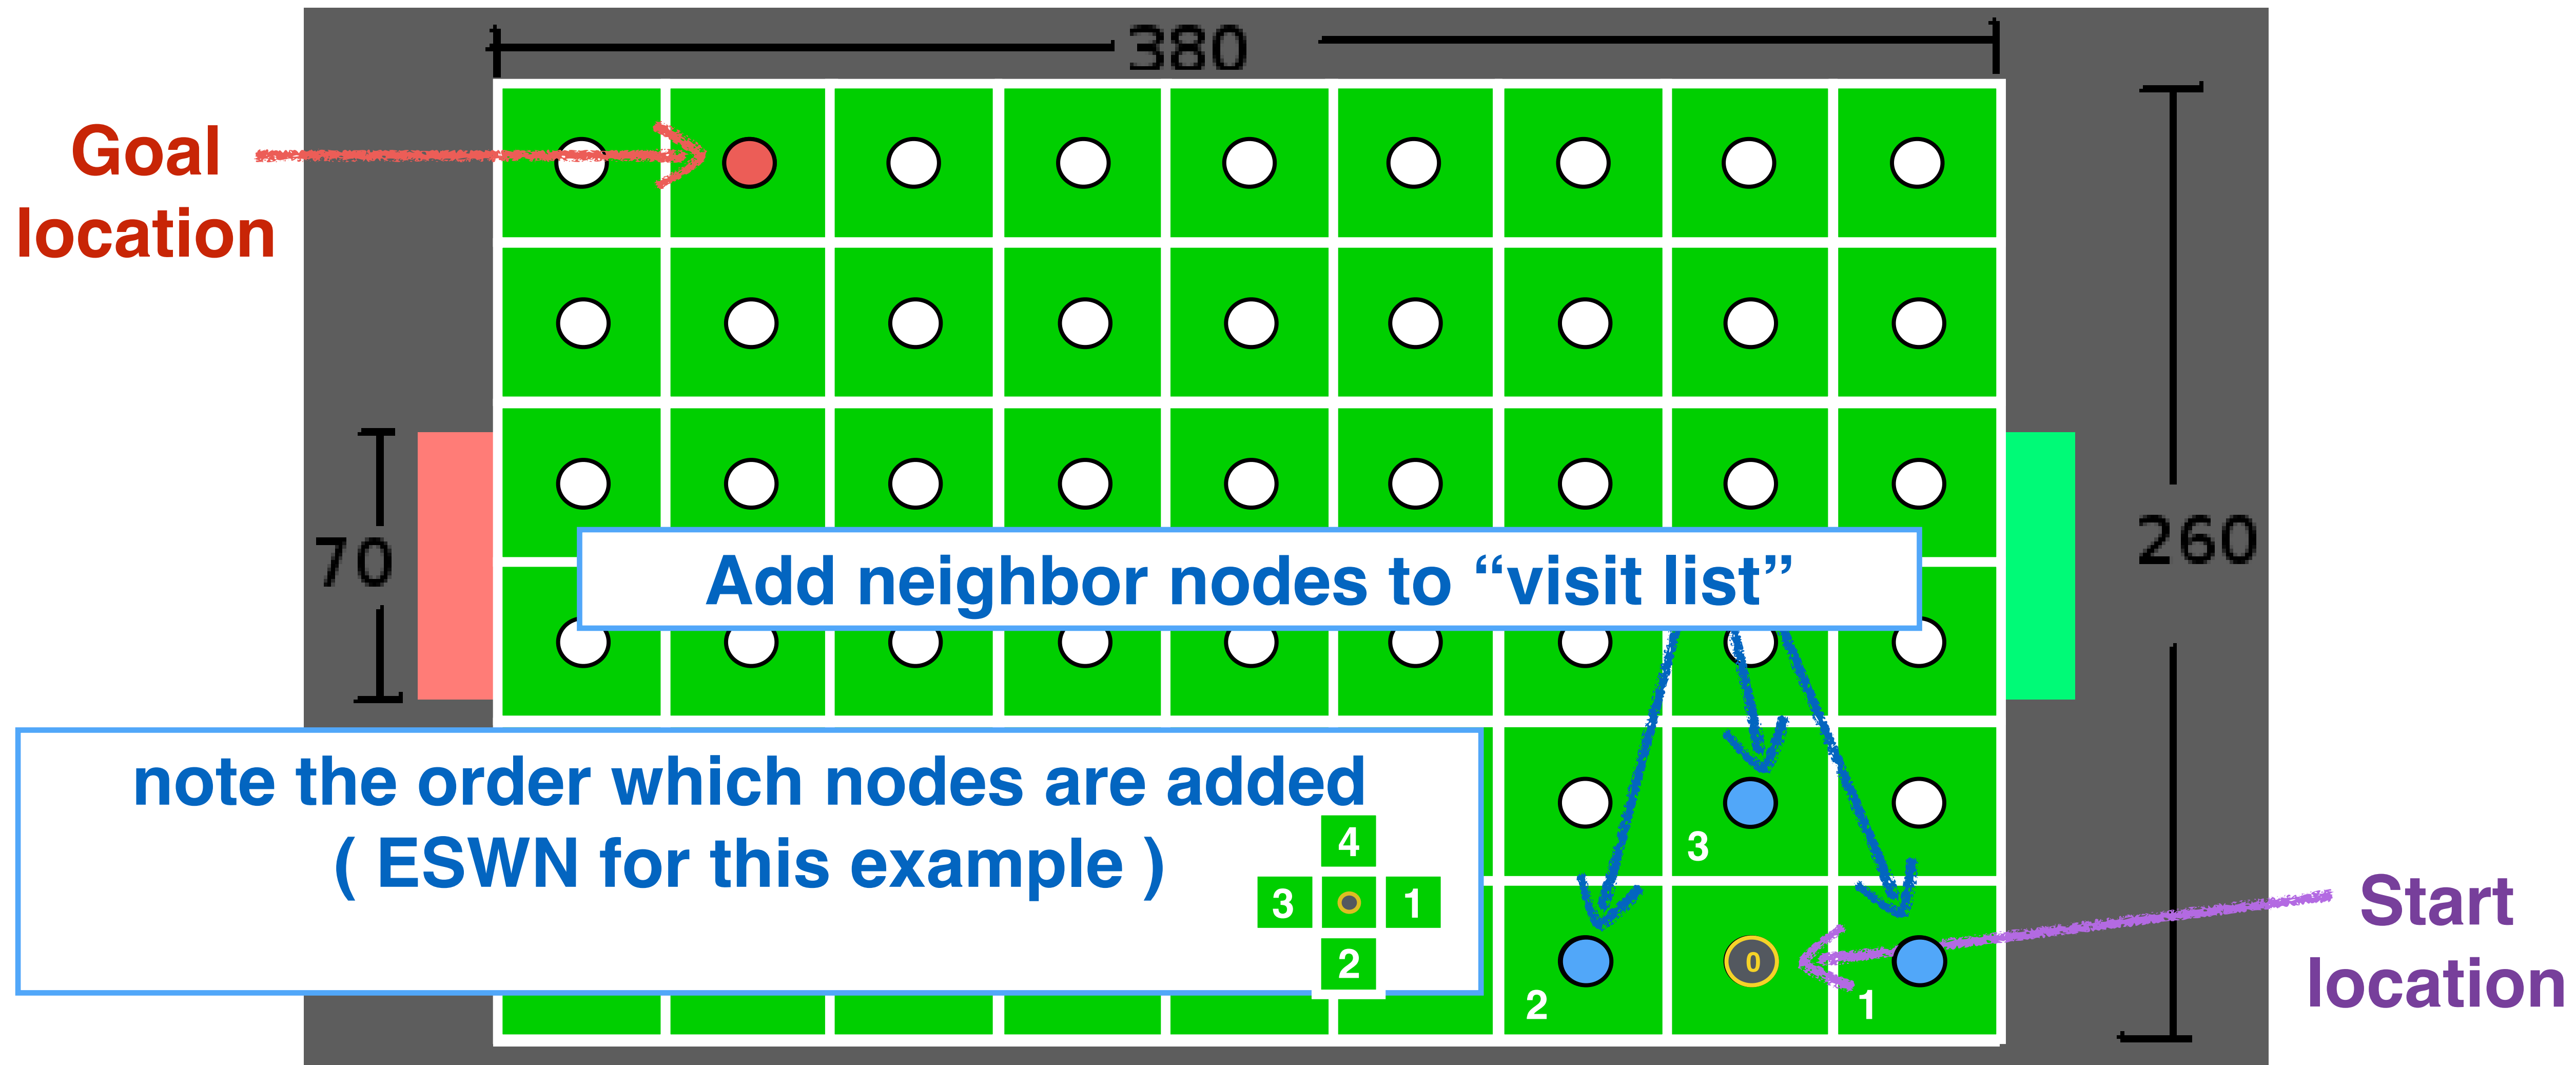 380
Goal
location
70
Add neighbor nodes to “visit list”
260
note the order which nodes are added
( ESWN for this example )
4
3 1
2
3
2 0 1
Start
location